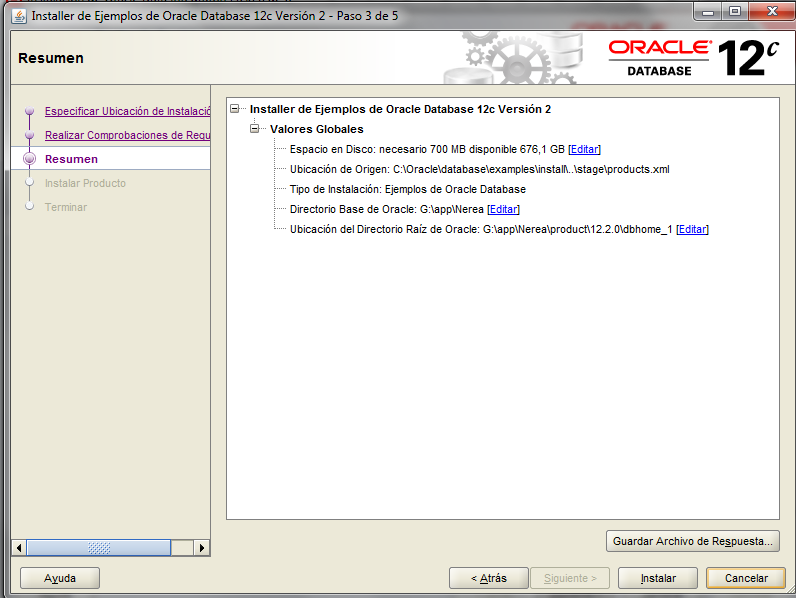 Installer de Ejemplos de Oracle Database 12c Versión 2 - Paso 3 de 5
Resumen
ORACLE
DATABASE
12c
Especificar Ubicación de Instalació
Realizar Comprobaciones de Requ
Resumen
Instalar Producto
Terminar
Installer de Ejemplos de Oracle Database 12c Versión 2
Valores Globales
Espacio en Disco: necesario 700 MB disponible 676,1 GB [Editar]
Ubicación de Origen: C:\Oracle\database\examples\install\..\stage\products.xml
Tipo de Instalación: Ejemplos de Oracle Database
Directorio Base de Oracle: G:\app\Nerea [Editar]
Ubicación del Directorio Raíz de Oracle: G:\app\Nerea\product\12.2.0\dbhome_1 [Editar]
Guardar Archivo de Respuesta...
Ayuda
< Atrás
Siguiente >
Instalar
Cancelar